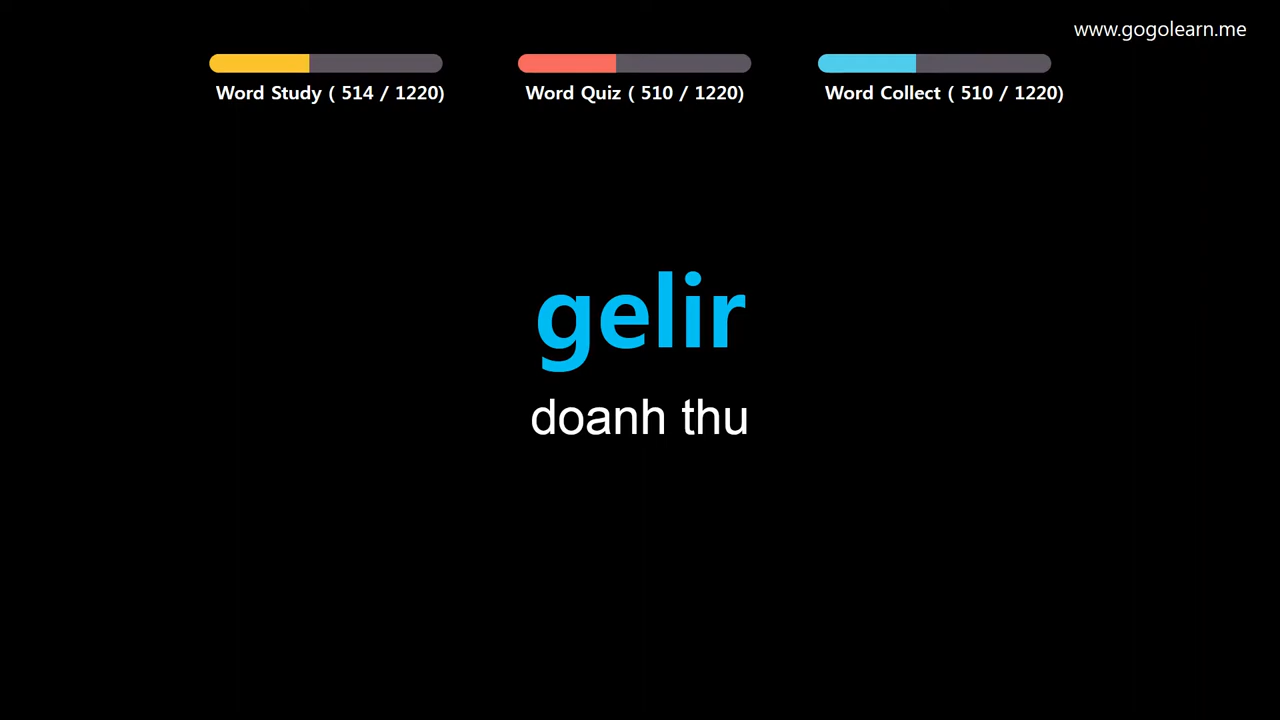 www.gogolearn.me
Word Study ( 514 / 1220)
Word Quiz ( 510 / 1220)
Word Collect ( 510 / 1220)
gelir
doanh thu